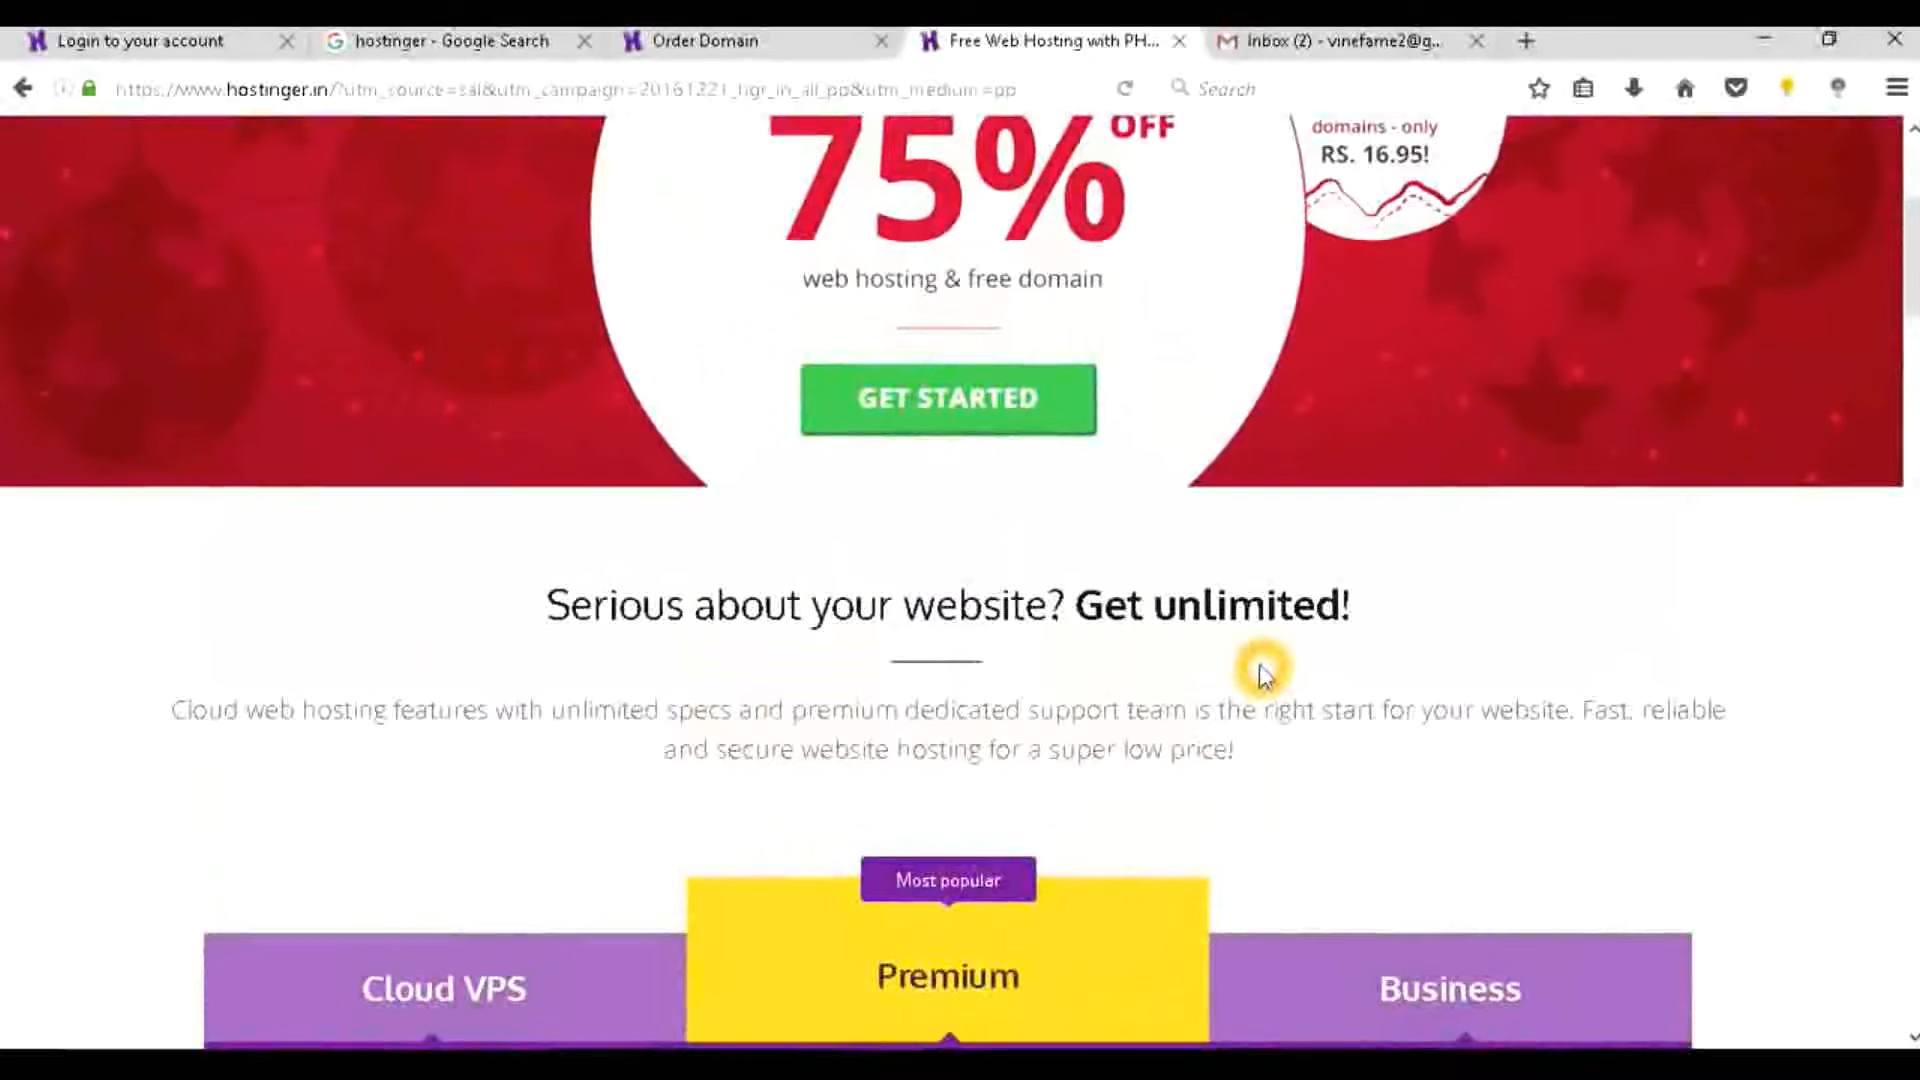 Login to your account
hostinger - Google Search
Order Domain
Free Web Hosting with PH...
Inbox (2) - vinefame2@g...
https://www.hostinger.in/?utm_source=sal&utm_campaign=20161221_hgr_in_all_pp&utm_medium=pp
Search
75% OFF
domains - only
RS. 16.95!
web hosting & free domain
GET STARTED
Serious about your website? Get unlimited!
Cloud web hosting features with unlimited specs and premium dedicated support team is the right start for your website. Fast, reliable
and secure website hosting for a super low price!
Most popular
Cloud VPS
Premium
Business